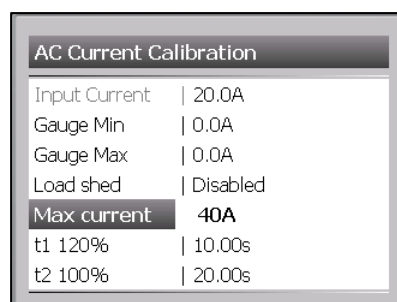 AC Current Calibration
Input Current | 20.0A
Gauge Min | 0.0A
Gauge Max | 0.0A
Load shed | Disabled
Max current 40A
t1 120% | 10.00s
t2 100% | 20.00s